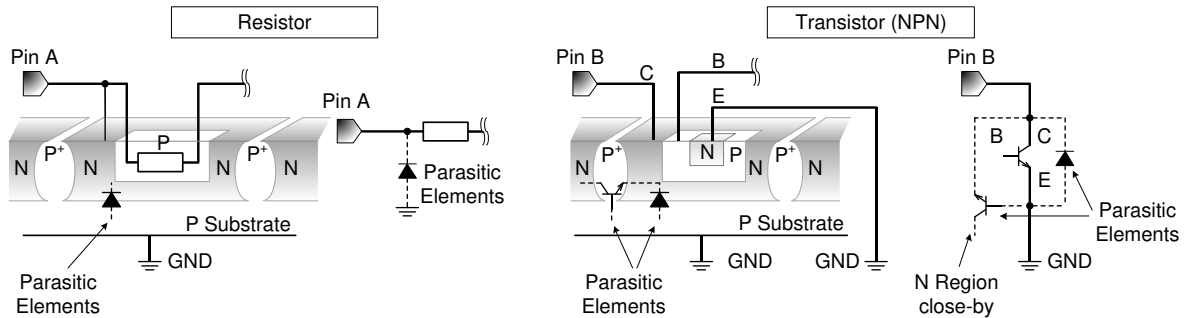 Resistor
Transistor (NPN)
Pin A
Pin B
C
B
E
Pin B
Pin A
N
P+
N
P
N
P+
N
Parasitic
Elements
N
P+
N
N
P
N
P+
N
B
C
E
P Substrate
GND
Parasitic
Elements
P Substrate
GND
GND
Parasitic
Elements
Parasitic
Elements
GND
N Region
close-by